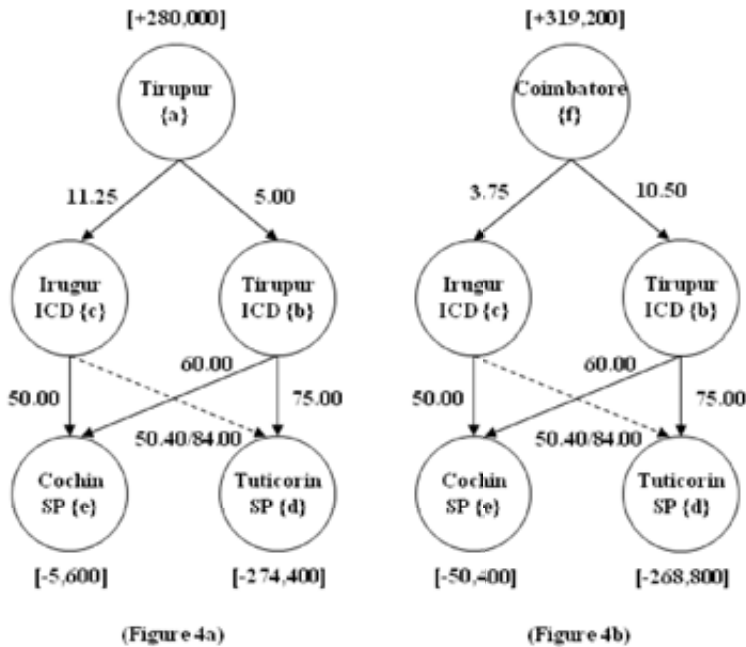 [+280,000]
Tirupur
{a}
11.25
5.00
Irugur
ICD {c}
Tirupur
ICD {b}
60.00
50.00
75.00
50.40/84.00
Cochin
SP {e}
Tuticorin
SP {d}
[-5,600]
[-274,400]
(Figure 4a)
[+319,200]
Coimbatore
{f}
3.75
10.50
Irugur
ICD {c}
Tirupur
ICD {b}
60.00
50.00
75.00
50.40/84.00
Cochin
SP {e}
Tuticorin
SP {d}
[-50,400]
[-268,800]
(Figure 4b)